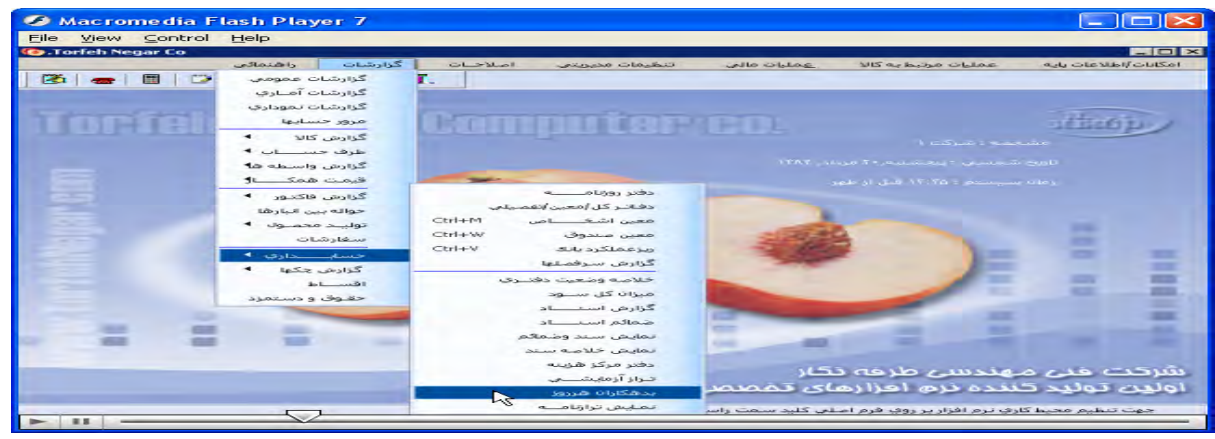 Macromedia Flash Player 7
File View Control Help
.Torfeh Negar Co
امکانات/اطلاعات پایه عملیات مرتبط به کالا عملیات مالی تنظیمات مدیریتی اصلاحات گزارشات راهنمائی
گزارشات عمومی
گزارشات آماری
گزارشات نموداری
مرور حسابها
گزارش کالا
طرف حساب
گزارش واسطه ها
قیمت همکار
گزارش فاکتور
حواله بین انبارها
تولید محصول
سفارشات
حسابداری
گزارش چکها
اقساط
حقوق و دستمزد
دفتر روزنامه
دفاتر کل/معین/تفصیلی
معین اشخاص Ctrl+M
معین صندوق Ctrl+W
ریزعملکرد بانک Ctrl+V
گزارش سرفصلها
خلاصه وضعیت دفتری
میزان کل سود
گزارش اسناد
ضمائم اسناد
نمایش سند وضمائم
نمایش خلاصه سند
دفتر مرکز هزینه
تراز آزمایشی
بدهکاران هرروز
نمایش ترازنامه
Computer co.
مشخصه : شرکت ۱
شرکت فنی مهندسی طرفه نگار
اولین تولید کننده نرم افزارهای
جهت تنظیم محیط کاری نرم افزار بر روی فرم اصلی کلید سمت